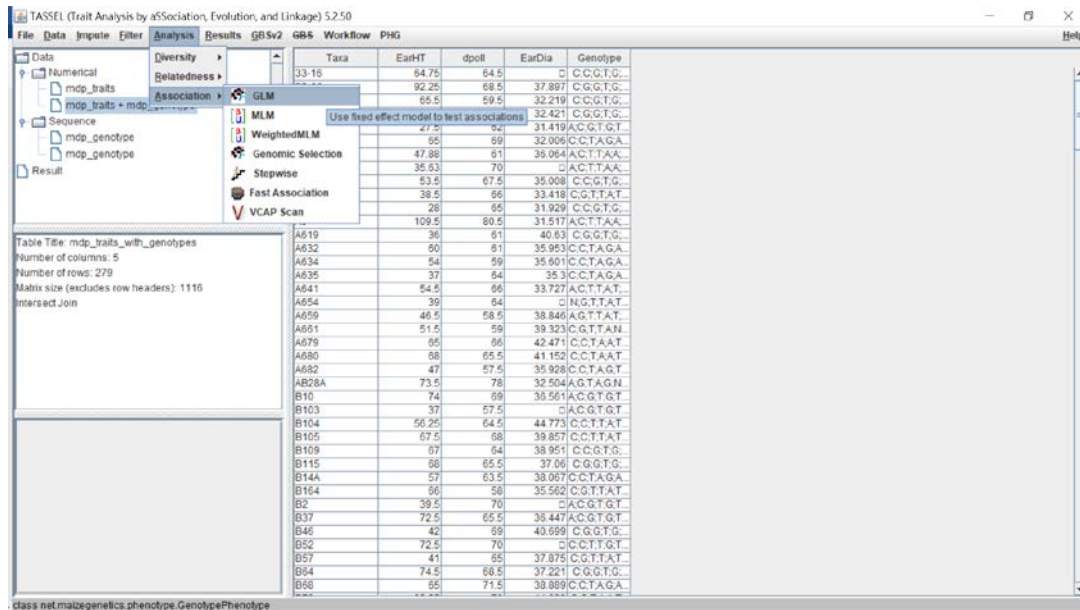 TASSEL (Trait Analysis by aSSociation, Evolution, and Linkage) 5.2.50
File Data Impute Filter Analysis Results GBSv2 GBS Workflow PHG Help
Data
Numerical
mdp_traits
mdp_traits + mdp_genotype
Sequence
mdp_genotype
mdp_genotype
Result
Diversity
Relatedness
Association
GLM
MLM
WeightedMLM
Genomic Selection
Stepwise
Fast Association
VCAP Scan
Use fixed effect model to test associations
Table Title: mdp_traits_with_genotypes
Number of columns: 5
Number of rows: 279
Matrix size (excludes row headers): 1116
Intersect Join
Taxa EarHT dpoll EarDia Genotype
33-16 64.75 64.5 C;C;G;T;G;...
92.25 68.5 37.897 C;G;G;T;G;...
65.5 59.5 32.219 C;C;G;T;G;...
32.421 C;G;G;T;G;...
27.5 62 31.419 A;C;G;T;G;T...
65 69 32.006 C;C;T;A;G;A...
47.88 61 36.064 A;C;T;T;A;A;...
35.63 70 A;C;T;T;A;A;...
53.5 67.5 35.008 C;C;G;T;G;...
38.5 66 33.418 C;G;T;T;A;T...
28 65 31.929 C;C;G;T;G;...
109.5 80.5 31.517 A;C;T;T;A;A...
A619 36 61 40.63 C;G;G;T;G;...
A632 60 61 35.953 C;C;T;A;G;A...
A634 54 59 35.601 C;C;T;A;G;A...
A635 37 64 35.3 C;C;T;A;G;A...
A641 54.5 66 33.727 A;C;T;T;A;T;...
A654 39 64 N;G;T;T;A;T...
A659 46.5 58.5 38.846 A;G;T;T;A;T;...
A661 51.5 59 39.323 C;G;T;T;A;N...
A679 65 66 42.471 C;C;T;A;A;T...
A680 68 65.5 41.152 C;C;T;A;A;T...
A682 47 57.5 35.928 C;C;T;A;G;T...
AB28A 73.5 78 32.504 A;G;T;A;G;N...
B10 74 69 36.561 A;C;G;T;G;T...
B103 37 57.5 A;C;G;T;G;T...
B104 56.25 64.5 44.773 C;C;T;T;A;T...
B105 67.5 68 39.857 C;C;T;T;A;T...
B109 67 64 38.951 C;G;G;T;G;...
B115 68 65.5 37.06 C;G;G;T;G;...
B14A 57 63.5 38.067 C;C;T;A;G;A...
B164 66 58 35.562 C;G;T;T;A;T...
B2 39.5 70 A;C;G;T;G;T...
B37 72.5 65.5 36.447 A;C;G;T;G;T...
B46 42 69 40.699 C;G;G;T;G;...
B52 72.5 70 C;C;T;T;G;T...
B57 41 65 37.875 C;G;T;T;A;T...
B64 74.5 68.5 37.221 C;G;G;T;G;...
B68 65 71.5 38.889 C;C;T;A;G;A...
class net.maizegenetics.phenotype.GenotypePhenotype